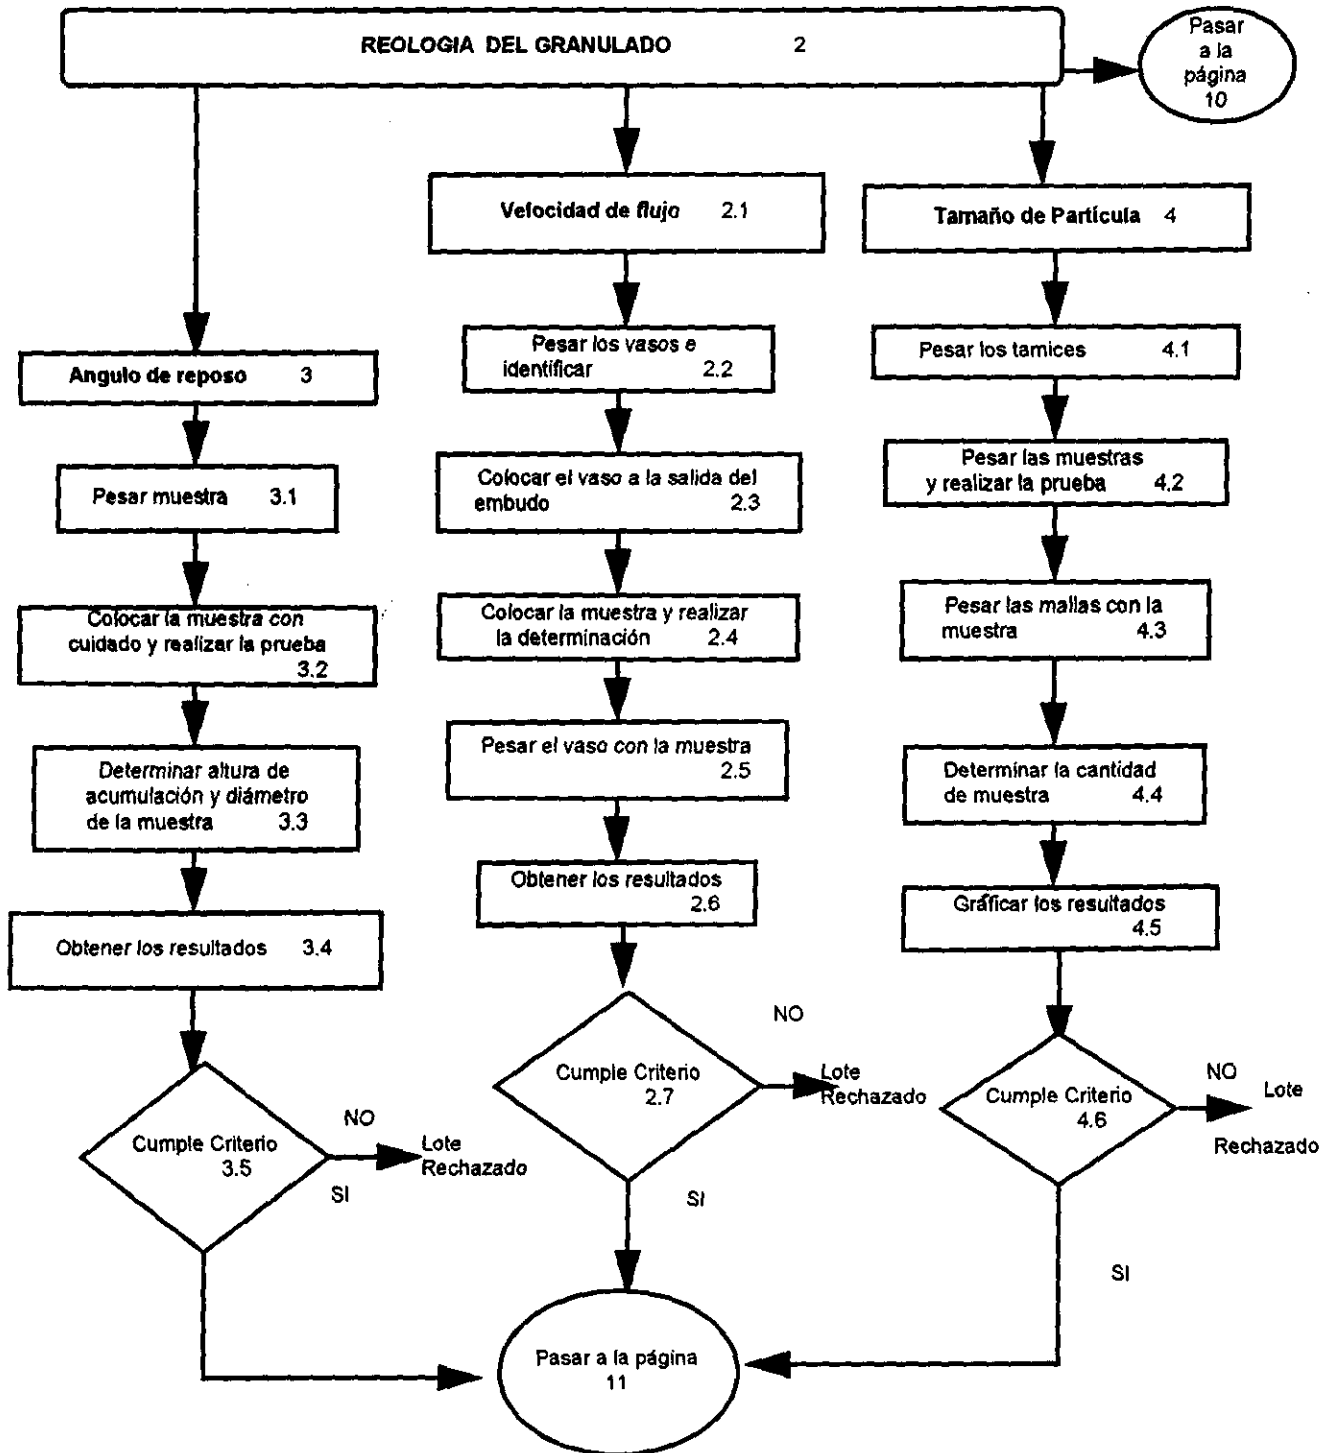 REOLOGIA DEL GRANULADO 2
Pasar
a la
página
10
Angulo de reposo 3
Pesar muestra 3.1
Colocar la muestra con
cuidado y realizar la prueba
3.2
Determinar altura de
acumulación y diámetro
de la muestra 3.3
Obtener los resultados 3.4
Cumple Criterio
3.5
NO
Lote
Rechazado
SI
Velocidad de flujo 2.1
Pesar los vasos e
identificar 2.2
Colocar el vaso a la salida del
embudo 2.3
Colocar la muestra y realizar
la determinación 2.4
Pesar el vaso con la muestra
2.5
Obtener los resultados
2.6
Cumple Criterio
2.7
NO
Lote
Rechazado
SI
Tamaño de Partícula 4
Pesar los tamices 4.1
Pesar las muestras
y realizar la prueba 4.2
Pesar las mallas con la
muestra 4.3
Determinar la cantidad
de muestra 4.4
Gráficar los resultados
4.5
Cumple Criterio
4.6
NO
Lote
Rechazado
SI
Pasar a la página
11